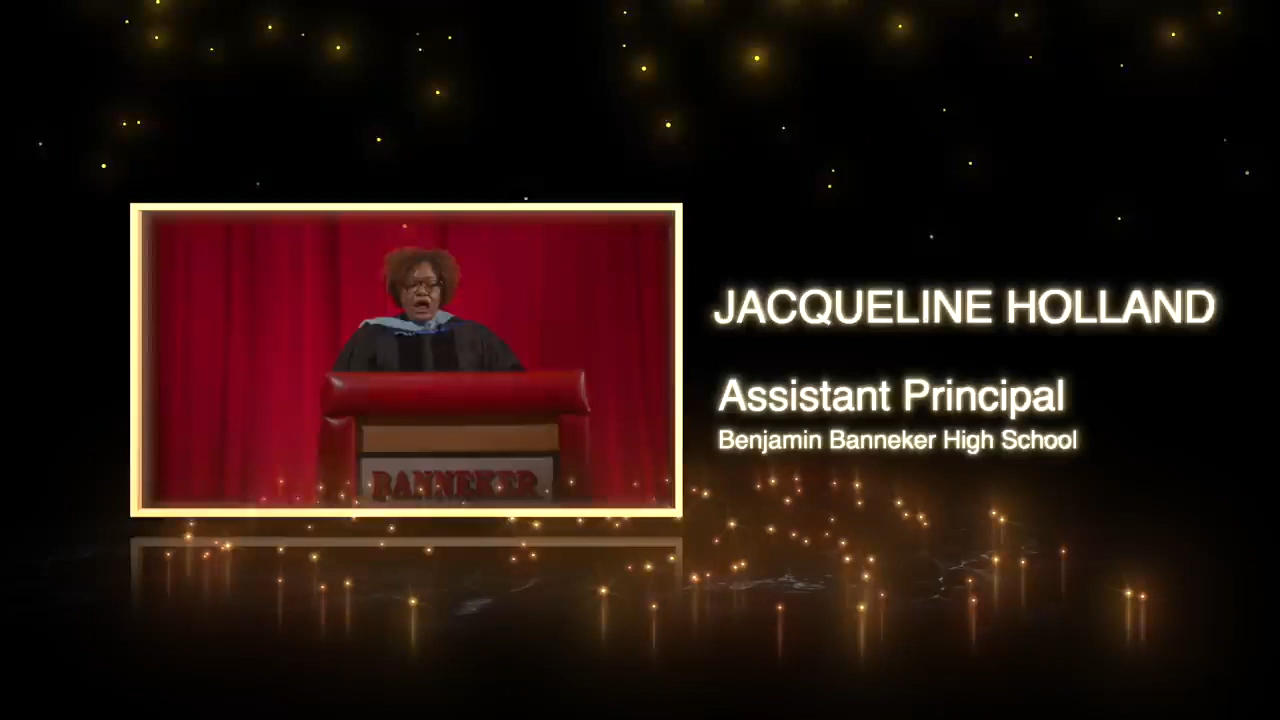 JACQUELINE HOLLAND
Assistant Principal
Benjamin Banneker High School
BANNEKER